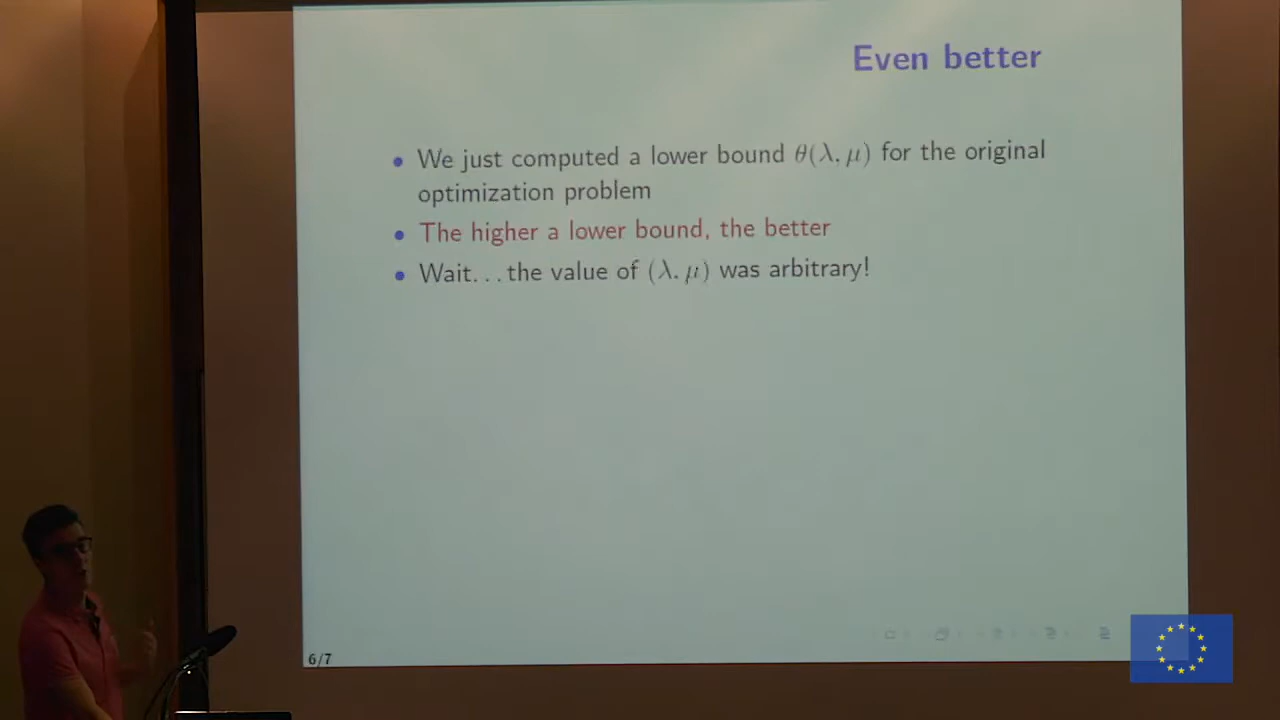 Even better
• We just computed a lower bound θ(λ, μ) for the original
optimization problem
• The higher a lower bound, the better
• Wait. . . the value of (λ, μ) was arbitrary!
6/7